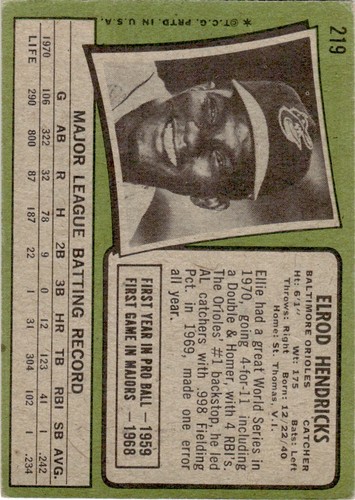 219
ELROD HENDRICKS
BALTIMORE ORIOLES CATCHER
Ht: 6'1" Wt: 175 Bats: Left
Throws: Right Born: 12/22/40
Home: St. Thomas, V.I.
Ellie had a great World Series in
1970, going 4-for-11 including
a Double & Homer, with 4 RBI's.
The Orioles' #1 backstop, he led
AL catchers with .998 Fielding
Pct. in 1969, made one error
all year.
FIRST YEAR IN PRO BALL — 1959
FIRST GAME IN MAJORS — 1968
MAJOR LEAGUE BATTING RECORD
G AB R H 2B 3B HR TB RBI SB AVG.
1970 106 322 32 78 9 0 12 123 41 1 .242
LIFE 290 800 87 187 22 1 31 304 102 1 .234
* ©T.C.G. PRTD. IN U.S.A.